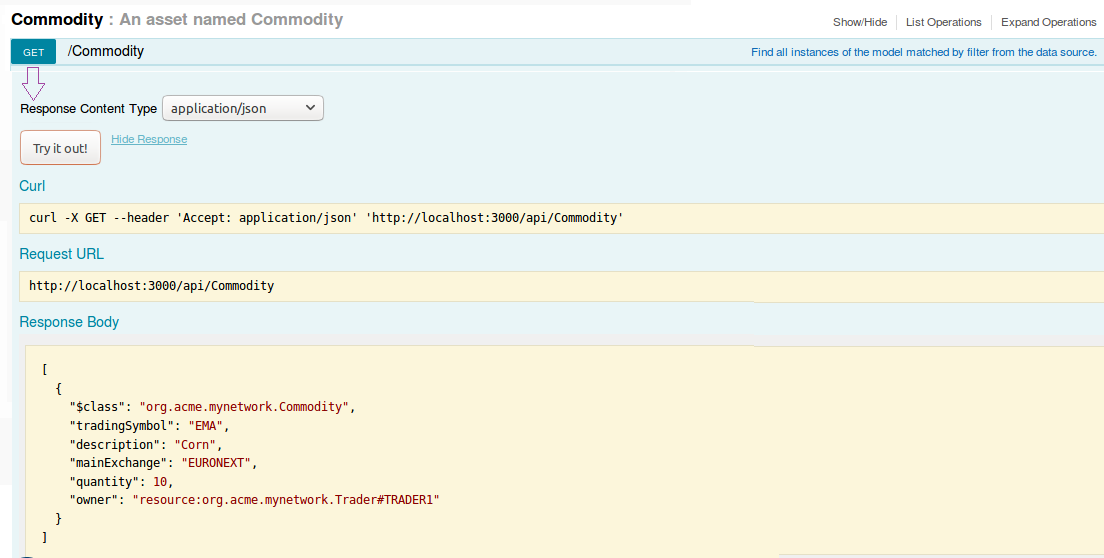 Commodity : An asset named Commodity
Show/Hide List Operations Expand Operations
GET /Commodity Find all instances of the model matched by filter from the data source.
Response Content Type application/json
Try it out! Hide Response
Curl
curl -X GET --header 'Accept: application/json' 'http://localhost:3000/api/Commodity'
Request URL
http://localhost:3000/api/Commodity
Response Body
[
  {
    "$class": "org.acme.mynetwork.Commodity",
    "tradingSymbol": "EMA",
    "description": "Corn",
    "mainExchange": "EURONEXT",
    "quantity": 10,
    "owner": "resource:org.acme.mynetwork.Trader#TRADER1"
  }
]